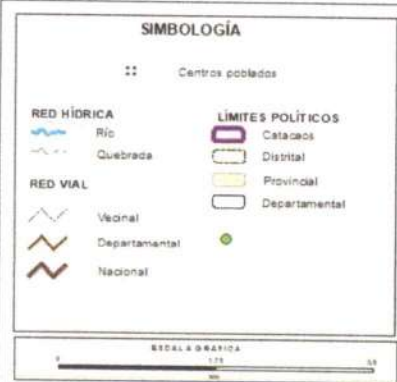 SIMBOLOGÍA
Centros poblados
RED HÍDRICA
Río
Quebrada
RED VIAL
Vecinal
Departamental
Nacional
LÍMITES POLÍTICOS
Catacaos
Distrital
Provincial
Departamental
ESCALA GRÁFICA
0